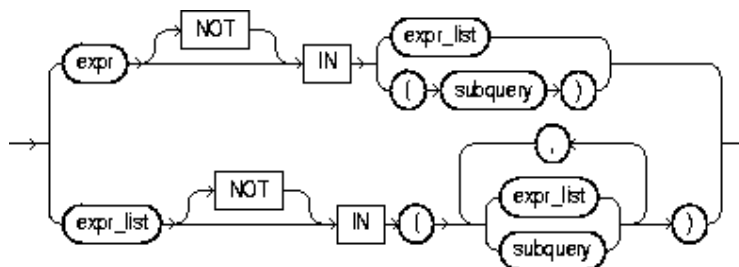 NOT
expr IN expr_list
( subquery )
,
NOT
expr_list IN ( expr_list )
subquery